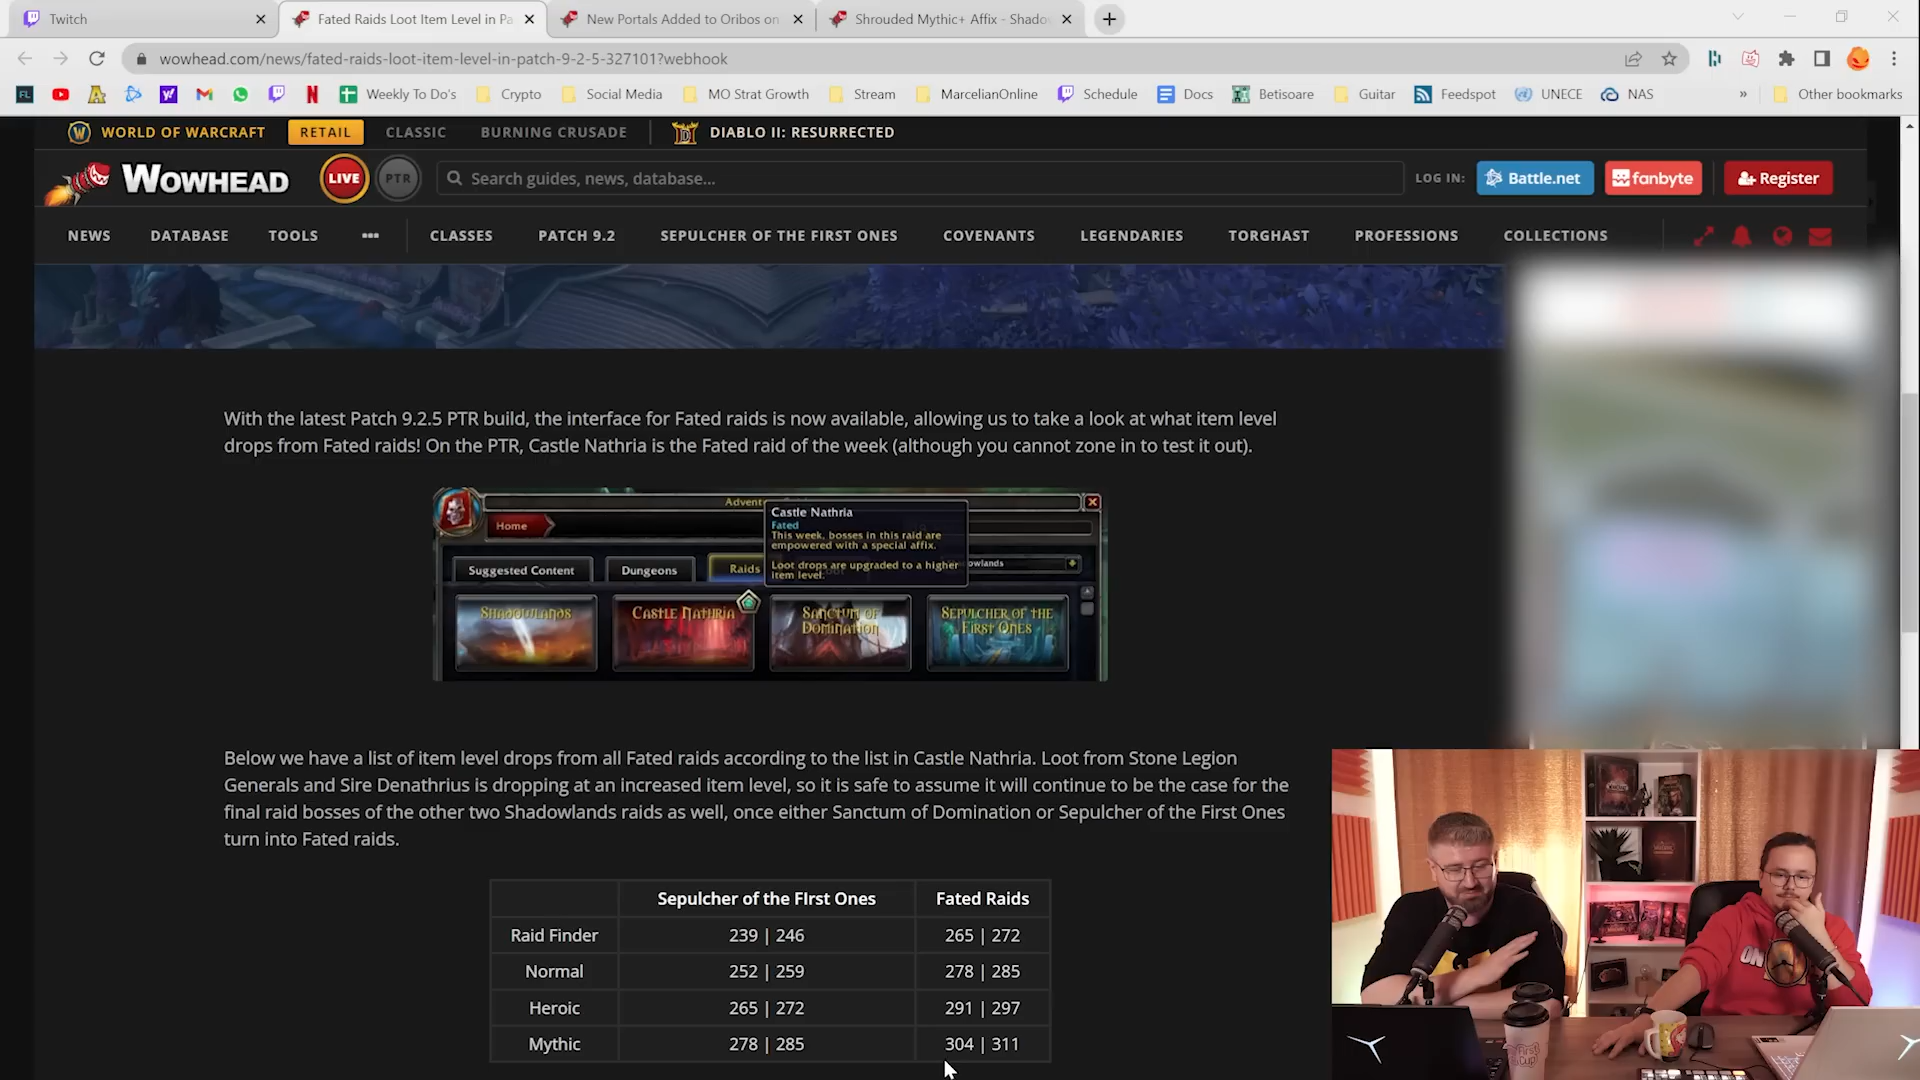 Twitch
Fated Raids Loot Item Level in Pa
New Portals Added to Oribos on
Shrouded Mythic+ Affix - Shado
wowhead.com/news/fated-raids-loot-item-level-in-patch-9-2-5-327101?webhook
FL
Weekly To Do's
Crypto
Social Media
MO Strat Growth
Stream
MarcelianOnline
Schedule
Docs
Betisoare
Guitar
Feedspot
UNECE
NAS
»
Other bookmarks
WORLD OF WARCRAFT
RETAIL
CLASSIC
BURNING CRUSADE
DIABLO II: RESURRECTED
WOWHEAD
LIVE
PTR
Search guides, news, database...
LOG IN:
Battle.net
fanbyte
Register
NEWS
DATABASE
TOOLS
CLASSES
PATCH 9.2
SEPULCHER OF THE FIRST ONES
COVENANTS
LEGENDARIES
TORGHAST
PROFESSIONS
COLLECTIONS
With the latest Patch 9.2.5 PTR build, the interface for Fated raids is now available, allowing us to take a look at what item level
drops from Fated raids! On the PTR, Castle Nathria is the Fated raid of the week (although you cannot zone in to test it out).
Advent
Home
Castle Nathria
Fated
This week, bosses in this raid are
empowered with a special affix.
Loot drops are upgraded to a higher
item level.
Suggested Content
Dungeons
Raids
owlands
SHADOWLANDS
CASTLE NATHRIA
SANCTUM OF
DOMINATION
SEPULCHER OF THE
FIRST ONES
Below we have a list of item level drops from all Fated raids according to the list in Castle Nathria. Loot from Stone Legion
Generals and Sire Denathrius is dropping at an increased item level, so it is safe to assume it will continue to be the case for the
final raid bosses of the other two Shadowlands raids as well, once either Sanctum of Domination or Sepulcher of the First Ones
turn into Fated raids.
Sepulcher of the FIrst Ones
Fated Raids
Raid Finder
239 | 246
265 | 272
Normal
252 | 259
278 | 285
Heroic
265 | 272
291 | 297
Mythic
278 | 285
304 | 311
ON